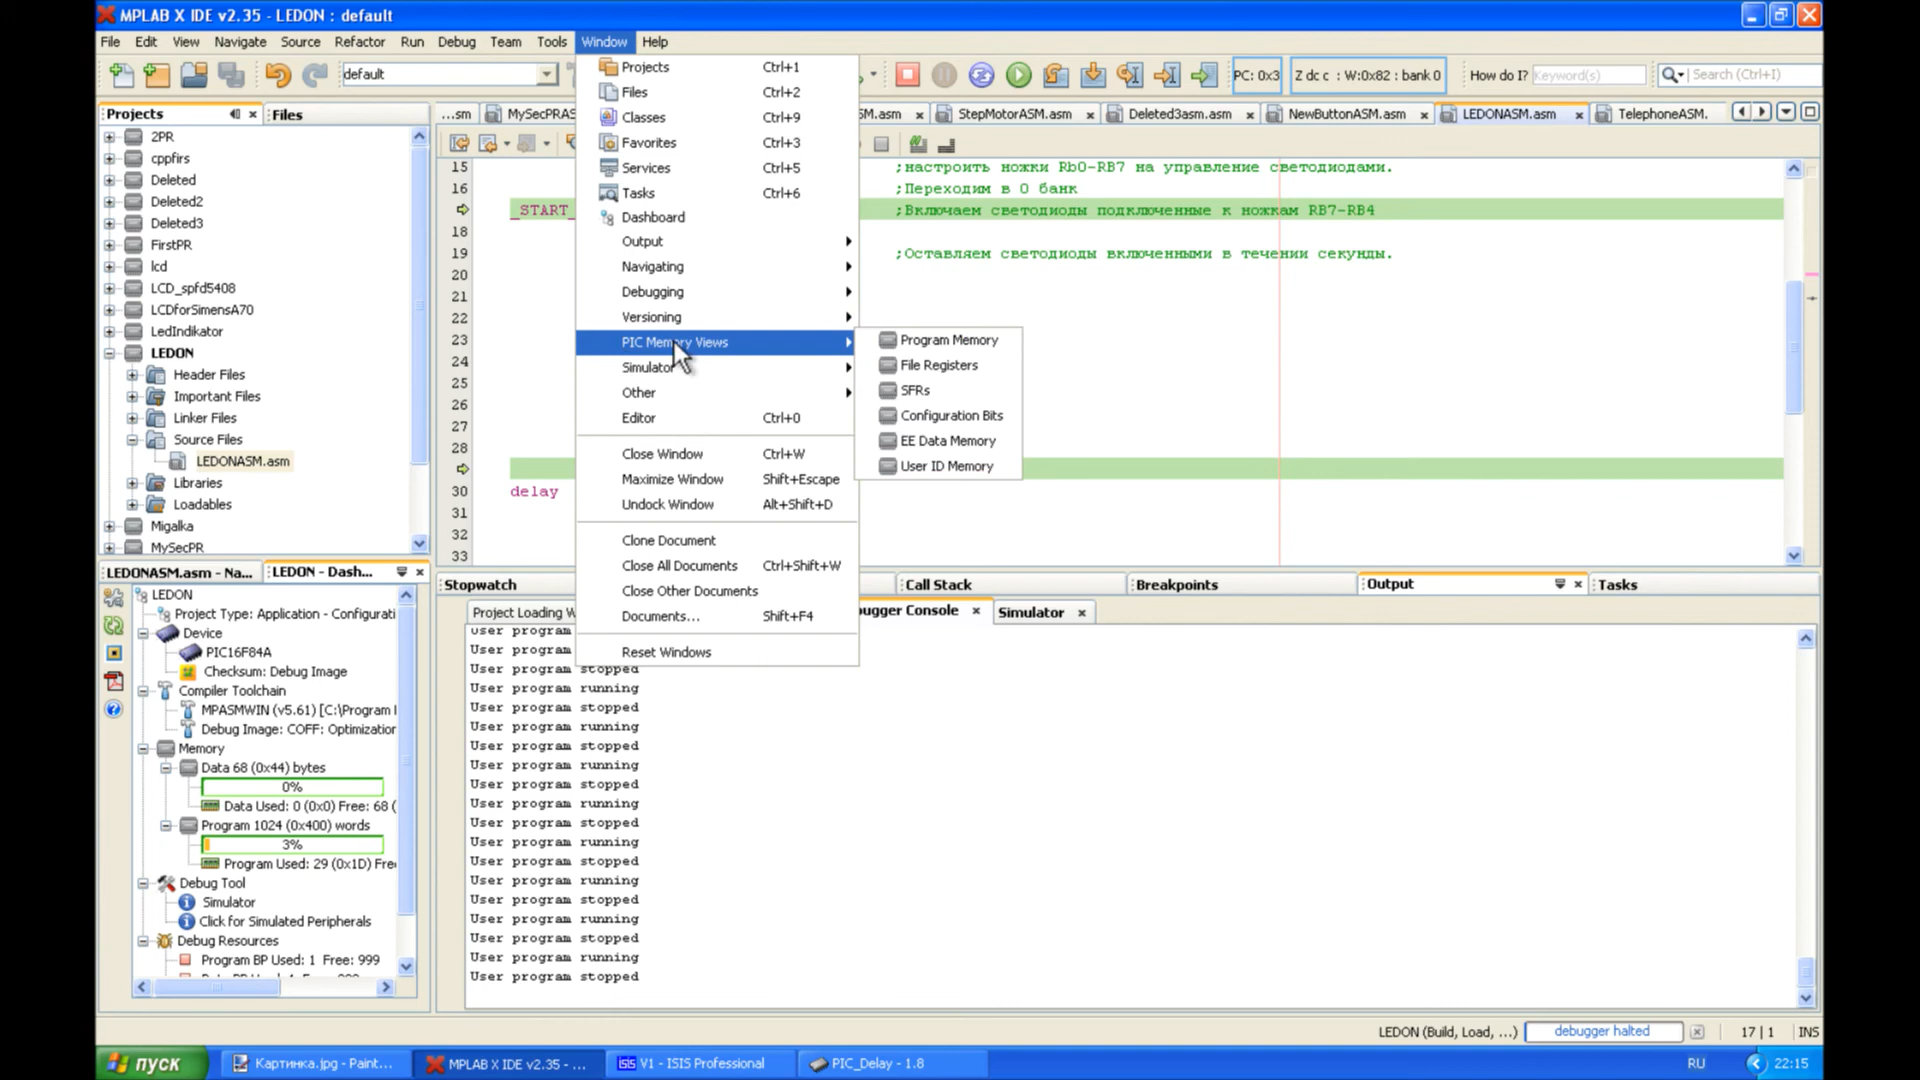 MPLAB X IDE v2.35 - LEDON : default
File Edit View Navigate Source Refactor Run Debug Team Tools Window Help
default
PC: 0x3
Z dc c : W:0x82 : bank 0
How do I? Keyword(s)
Search (Ctrl+I)
Projects
Files
...sm
MySecPRAS
SM.asm
StepMotorASM.asm
Deleted3asm.asm
NewButtonASM.asm
LEDONASM.asm
TelephoneASM.
2PR
cppfirs
Deleted
Deleted2
Deleted3
FirstPR
lcd
LCD_spfd5408
LCDforSimensA70
LedIndikator
LEDON
Header Files
Important Files
Linker Files
Source Files
LEDONASM.asm
Libraries
Loadables
Migalka
MySecPR
Projects Ctrl+1
Files Ctrl+2
Classes Ctrl+9
Favorites Ctrl+3
Services Ctrl+5
Tasks Ctrl+6
Dashboard
Output
Navigating
Debugging
Versioning
PIC Memory Views
Simulator
Other
Editor Ctrl+0
Close Window Ctrl+W
Maximize Window Shift+Escape
Undock Window Alt+Shift+D
Clone Document
Close All Documents Ctrl+Shift+W
Close Other Documents
Documents... Shift+F4
Reset Windows
Program Memory
File Registers
SFRs
Configuration Bits
EE Data Memory
User ID Memory
15 ;настроить ножки Rb0-RB7 на управление светодиодами.
16 ;Переходим в 0 банк
_START_ ;Включаем светодиоды подключенные к ножкам RB7-RB4
18
19 ;Оставляем светодиоды включенными в течении секунды.
20
21
22
23
24
25
26
27
28
30 delay
31
32
33
LEDONASM.asm - Na...
LEDON - Dash...
LEDON
Project Type: Application - Configurati
Device
PIC16F84A
Checksum: Debug Image
Compiler Toolchain
MPASMWIN (v5.61) [C:\Program
Debug Image: COFF: Optimization
Memory
Data 68 (0x44) bytes
0%
Data Used: 0 (0x0) Free: 68 (
Program 1024 (0x400) words
3%
Program Used: 29 (0x1D) Fre
Debug Tool
Simulator
Click for Simulated Peripherals
Debug Resources
Program BP Used: 1 Free: 999
Stopwatch
Call Stack
Breakpoints
Output
Tasks
Project Loading W
bugger Console
Simulator
User program
User program
User program stopped
User program running
User program stopped
User program running
User program stopped
User program running
User program stopped
User program running
User program stopped
User program running
User program stopped
User program running
User program stopped
User program running
User program stopped
User program running
User program stopped
LEDON (Build, Load, ...)
debugger halted
17 | 1
INS
пуск
Картинка.jpg - Paint...
MPLAB X IDE v2.35 - ...
V1 - ISIS Professional
PIC_Delay - 1.8
RU
22:15